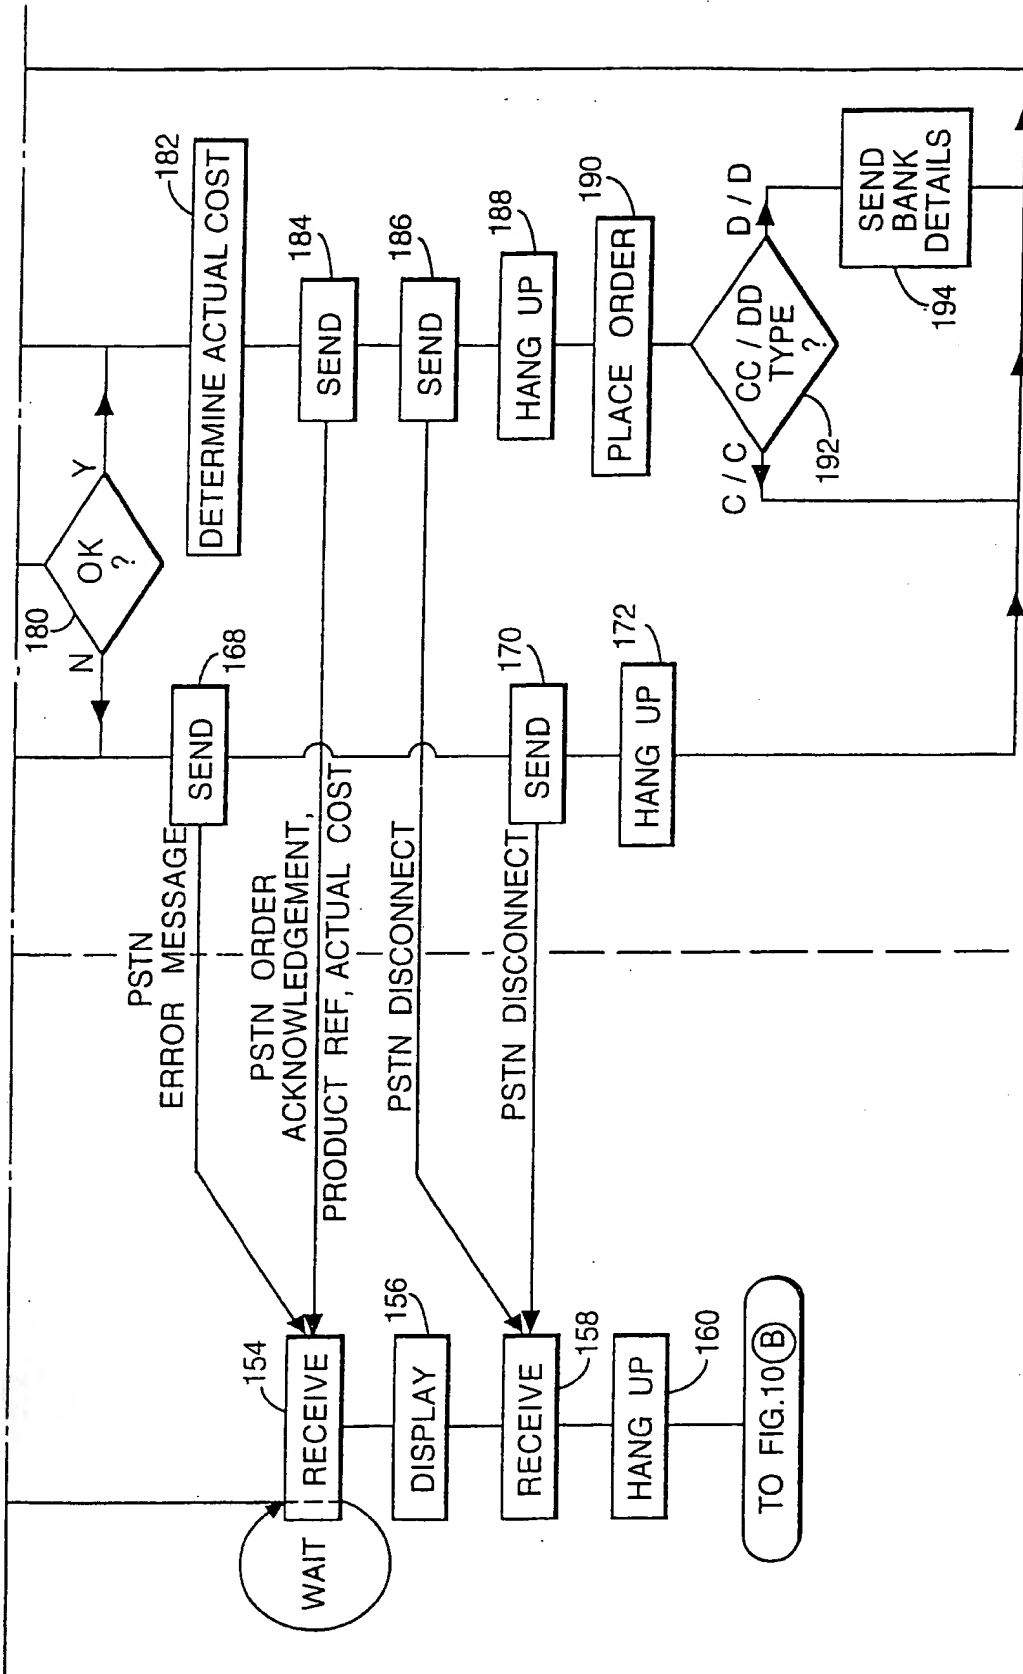 180
OK
?
N
Y
182
DETERMINE ACTUAL COST
168
SEND
PSTN
ERROR MESSAGE
184
SEND
PSTN ORDER
ACKNOWLEDGEMENT,
PRODUCT REF, ACTUAL COST
154
WAIT
RECEIVE
186
SEND
PSTN DISCONNECT
156
DISPLAY
188
HANG UP
170
SEND
PSTN DISCONNECT
158
RECEIVE
190
PLACE ORDER
172
HANG UP
160
HANG UP
CC / DD
TYPE
?
192
C / C
D / D
TO FIG.10 B
SEND
BANK
DETAILS
194